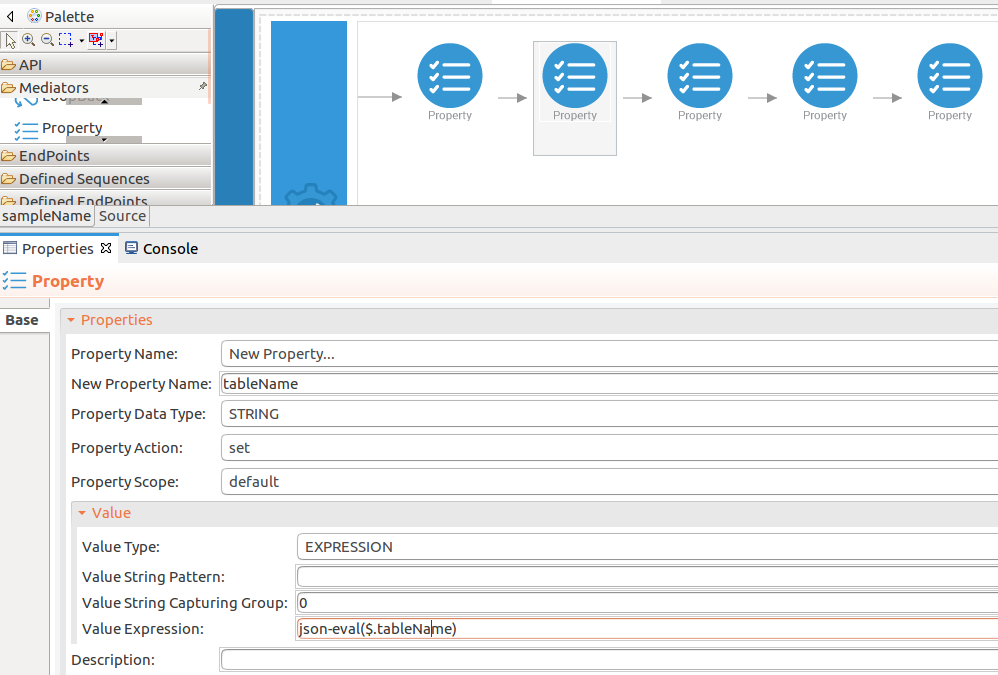 Palette
API
Mediators
Property
EndPoints
Defined Sequences
Defined EndPoints
Property
Property
Property
Property
Property
sampleName
Source
Properties
Console
Property
Base
Properties
Property Name:
New Property...
New Property Name:
tableName
Property Data Type:
STRING
Property Action:
set
Property Scope:
default
Value
Value Type:
EXPRESSION
Value String Pattern:
Value String Capturing Group:
0
Value Expression:
json-eval($.tableName)
Description: